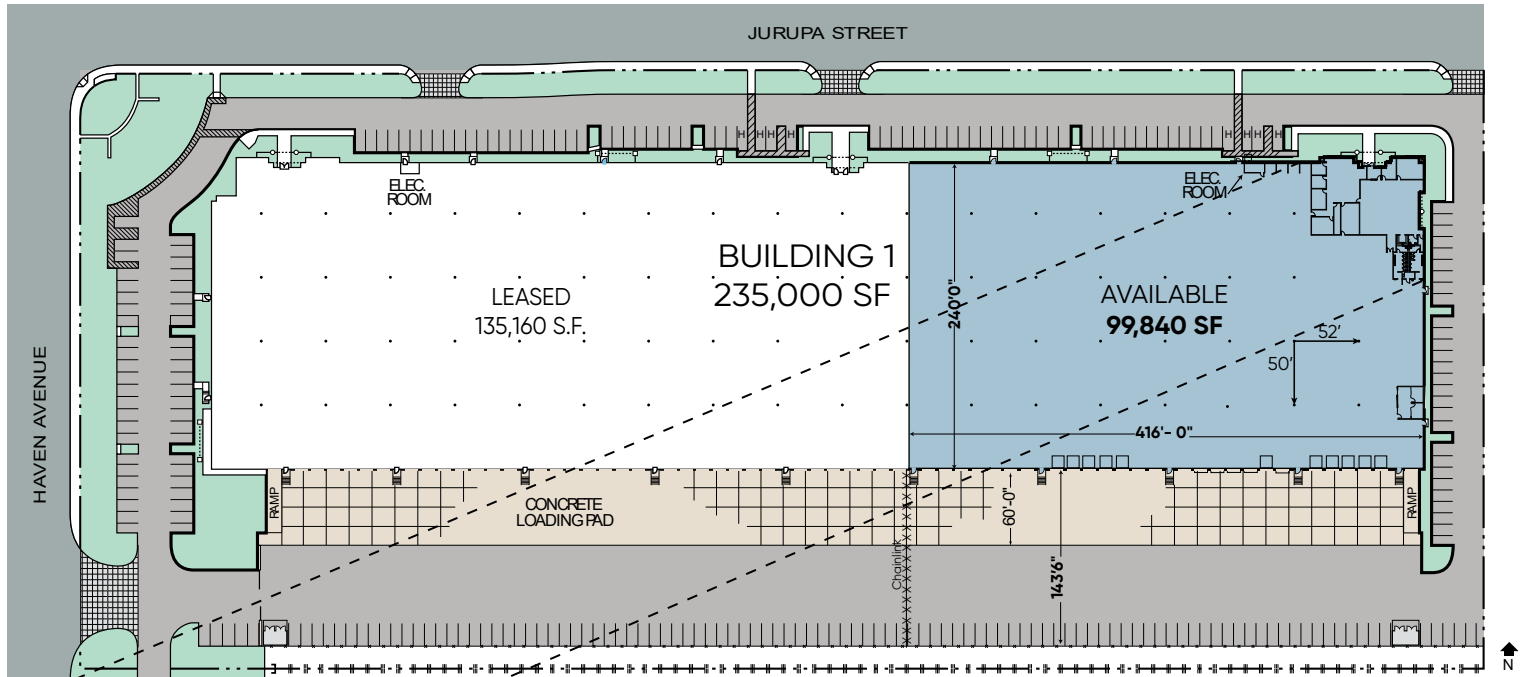 JURUPA STREET
H H H H
H H H H
ELEC.
ROOM
ELEC.
ROOM
BUILDING 1
235,000 SF
LEASED
135,160 S.F.
240'0"
AVAILABLE
99,840 SF
52'
50'
416'- 0"
HAVEN AVENUE
RAMP
CONCRETE
LOADING PAD
60'-0"
RAMP
Chainlink
143'6"
N